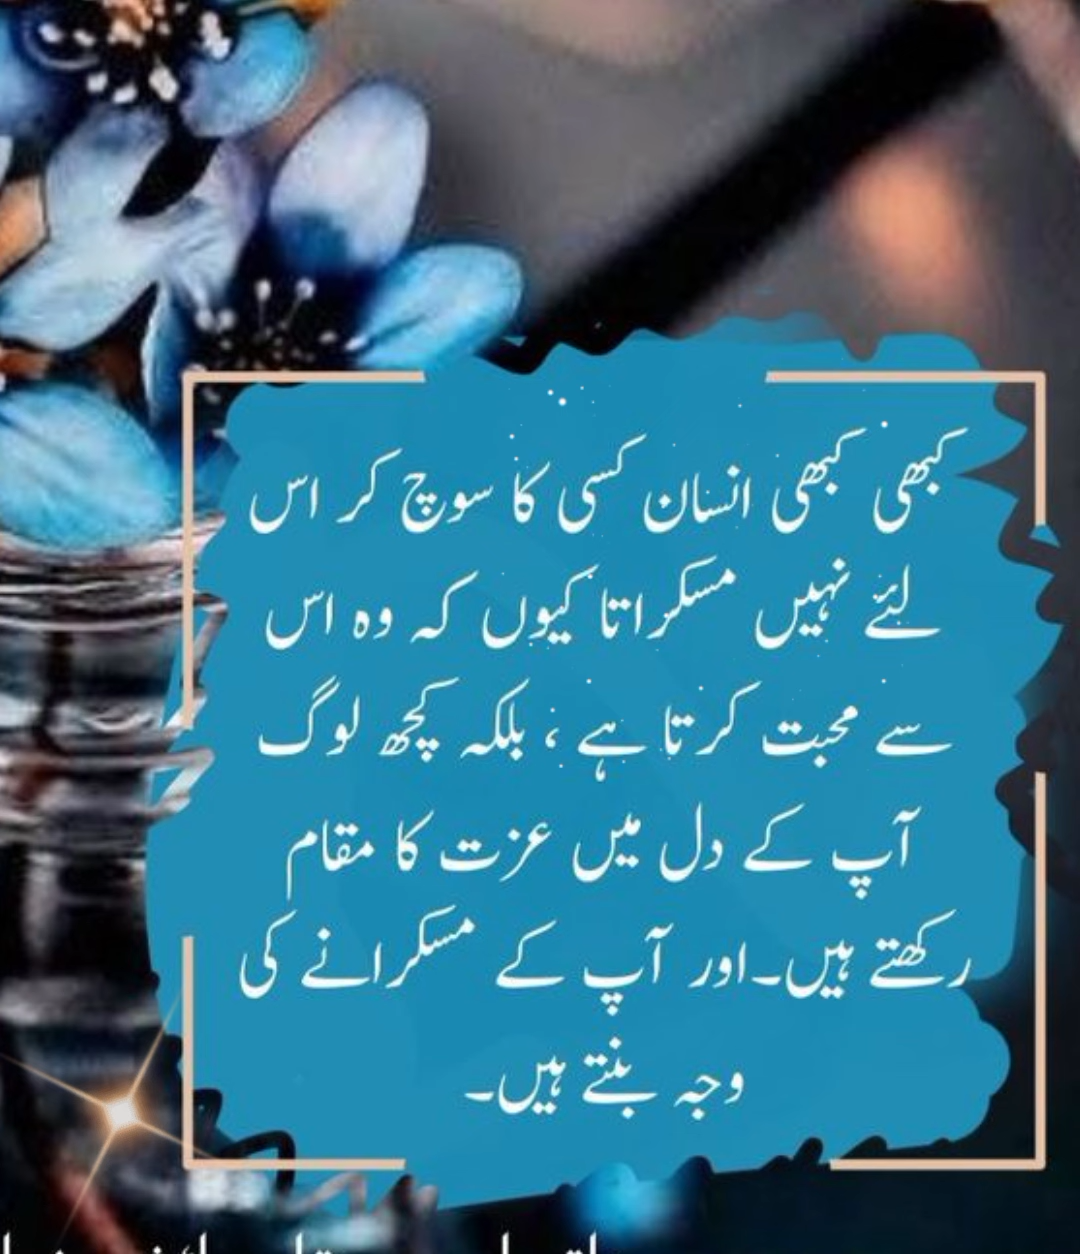 کبھی کبھی انسان کسی کا سوچ کر اس
لئے نہیں مسکراتا کیوں کہ وہ اس
سے محبت کرتا ہے ، بلکہ کچھ لوگ
آپ کے دل میں عزت کا مقام
رکھتے ہیں۔اور آپ کے مسکرانے کی
وجہ بنتے ہیں۔